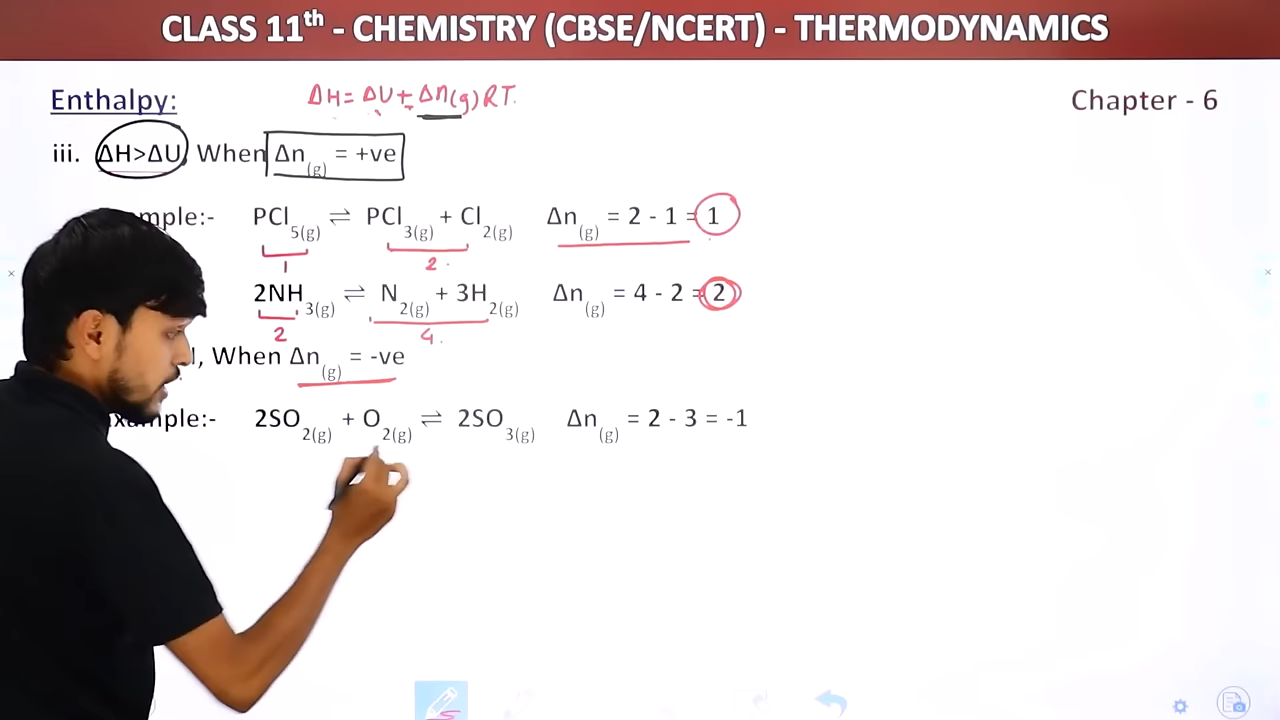 CLASS 11th - CHEMISTRY (CBSE/NCERT) - THERMODYNAMICS
Enthalpy:
ΔH = ΔU + Δn(g) RT.
Chapter - 6
iii. ΔH>ΔU, When Δn(g) = +ve
mple:- PCl5(g) ⇌ PCl3(g) + Cl2(g) Δn(g) = 2 - 1 = 1
1 2
2NH3(g) ⇌ N2(g) + 3H2(g) Δn(g) = 4 - 2 = 2
2 4
, When Δn(g) = -ve
xample:- 2SO2(g) + O2(g) ⇌ 2SO3(g) Δn(g) = 2 - 3 = -1